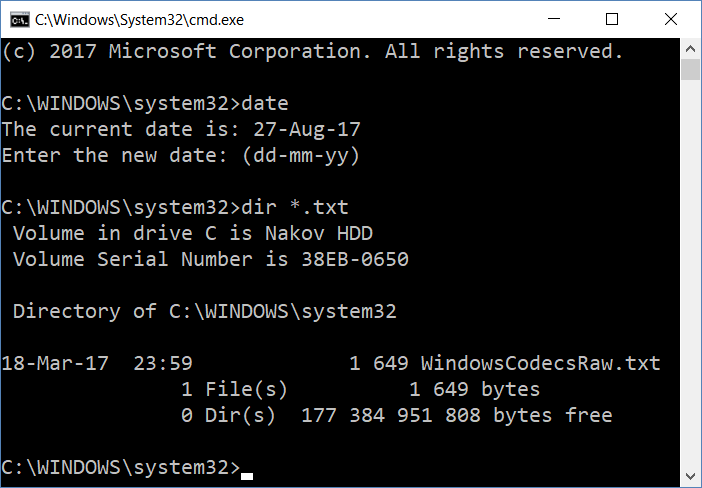 C:\Windows\System32\cmd.exe
(c) 2017 Microsoft Corporation. All rights reserved.
C:\WINDOWS\system32>date
The current date is: 27-Aug-17
Enter the new date: (dd-mm-yy)
C:\WINDOWS\system32>dir *.txt
Volume in drive C is Nakov HDD
Volume Serial Number is 38EB-0650
Directory of C:\WINDOWS\system32
18-Mar-17  23:59             1 649 WindowsCodecsRaw.txt
1 File(s)          1 649 bytes
0 Dir(s)  177 384 951 808 bytes free
C:\WINDOWS\system32>